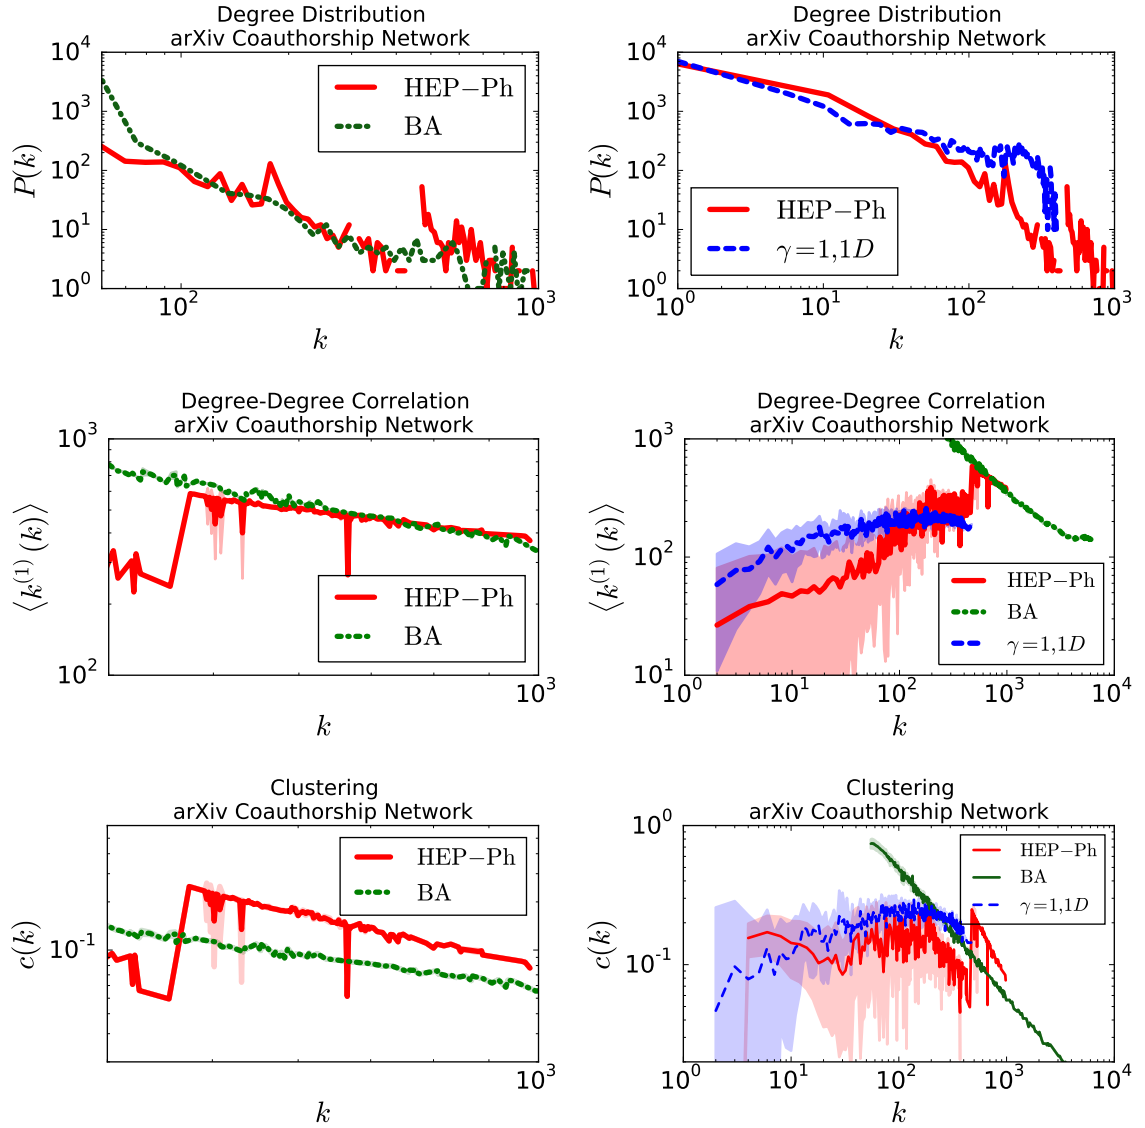 Degree Distribution
arXiv Coauthorship Network
10^4
10^3
10^2
10^1
10^0
P(k)
HEP−Ph
BA
10^2
10^3
k
Degree Distribution
arXiv Coauthorship Network
10^4
10^3
10^2
10^1
10^0
P(k)
HEP−Ph
γ=1,1D
10^0
10^1
10^2
10^3
k
Degree-Degree Correlation
arXiv Coauthorship Network
10^3
10^2
⟨k^(1)(k)⟩
HEP−Ph
BA
10^3
k
Degree-Degree Correlation
arXiv Coauthorship Network
10^3
10^2
10^1
⟨k^(1)(k)⟩
HEP−Ph
BA
γ=1,1D
10^0
10^1
10^2
10^3
10^4
k
Clustering
arXiv Coauthorship Network
10^-1
c(k)
HEP−Ph
BA
10^3
k
Clustering
arXiv Coauthorship Network
10^0
10^-1
c(k)
HEP−Ph
BA
γ=1,1D
10^0
10^1
10^2
10^3
10^4
k